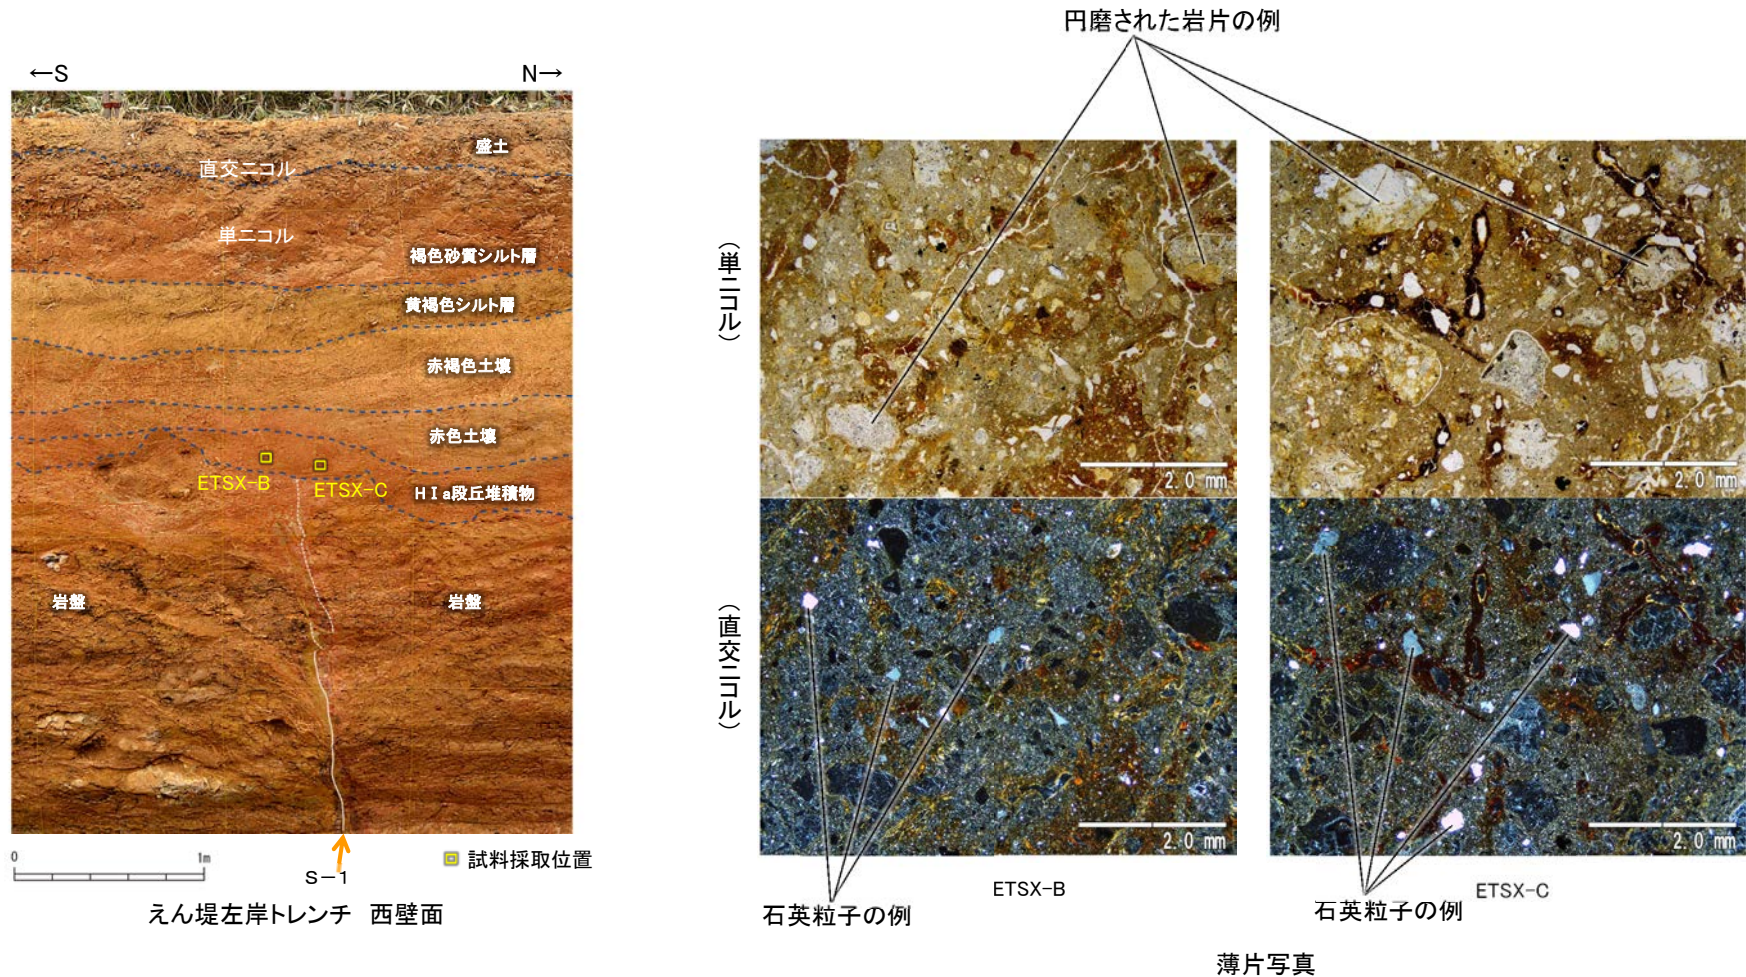 円磨された岩片の例
←S
N→
盛土
直交ニコル
単ニコル
褐色砂質シルト層
黄褐色シルト層
赤褐色土壌
赤色土壌
ETSX-B
ETSX-C
HⅠa段丘堆積物
岩盤
岩盤
0
1m
S-1
試料採取位置
えん堤左岸トレンチ 西壁面
(単ニコル)
2.0 mm
2.0 mm
(直交ニコル)
2.0 mm
2.0 mm
ETSX-B
ETSX-C
石英粒子の例
石英粒子の例
薄片写真